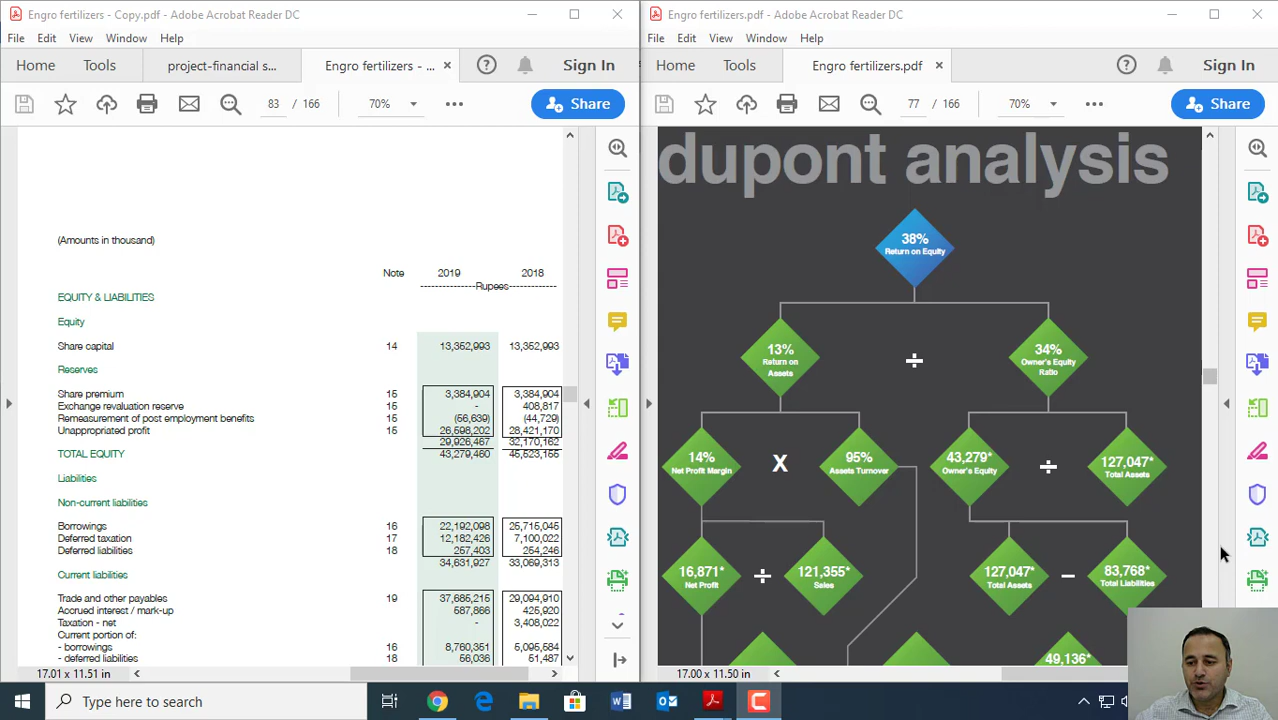 Engro fertilizers - Copy.pdf - Adobe Acrobat Reader DC
File Edit View Window Help
Home Tools project-financial s... Engro fertilizers - ... Sign In
83 / 166 70% Share
(Amounts in thousand)
Note 2019 2018
---------------Rupees-------------
EQUITY & LIABILITIES
Equity
Share capital 14 13,362,993 13,362,993
Reserves
Share premium 15 3,384,904 3,384,904
Exchange revaluation reserve 15 - 408,817
Remeasurement of post employment benefits 15 (56,639) (44,729)
Unappropriated profit 15 26,598,202 28,421,170
29,926,467 32,170,162
TOTAL EQUITY 43,279,460 45,523,155
Liabilities
Non-current liabilities
Borrowings 16 22,192,098 25,715,045
Deferred taxation 17 12,182,426 7,100,022
Deferred liabilities 18 267,403 254,246
34,631,927 33,069,313
Current liabilities
Trade and other payables 19 37,685,215 29,094,910
Accrued interest / mark-up 587,866 425,920
Taxation - net - 3,408,022
Current portion of:
- borrowings 16 8,760,351 5,095,584
- deferred liabilities 18 56,036 51,487
17.01 x 11.51 in
Engro fertilizers.pdf - Adobe Acrobat Reader DC
File Edit View Window Help
Home Tools Engro fertilizers.pdf Sign In
77 / 166 70% Share
dupont analysis
38%
Return on Equity
13%
Return on
Assets
÷
34%
Owner's Equity
Ratio
14%
Net Profit Margin
X
95%
Assets Turnover
43,279*
Owner's Equity
÷
127,047*
Total Assets
16,871*
Net Profit
÷
121,355*
Sales
127,047*
Total Assets
−
83,768*
Total Liabilities
49,136*
17.00 x 11.50 in
Type here to search